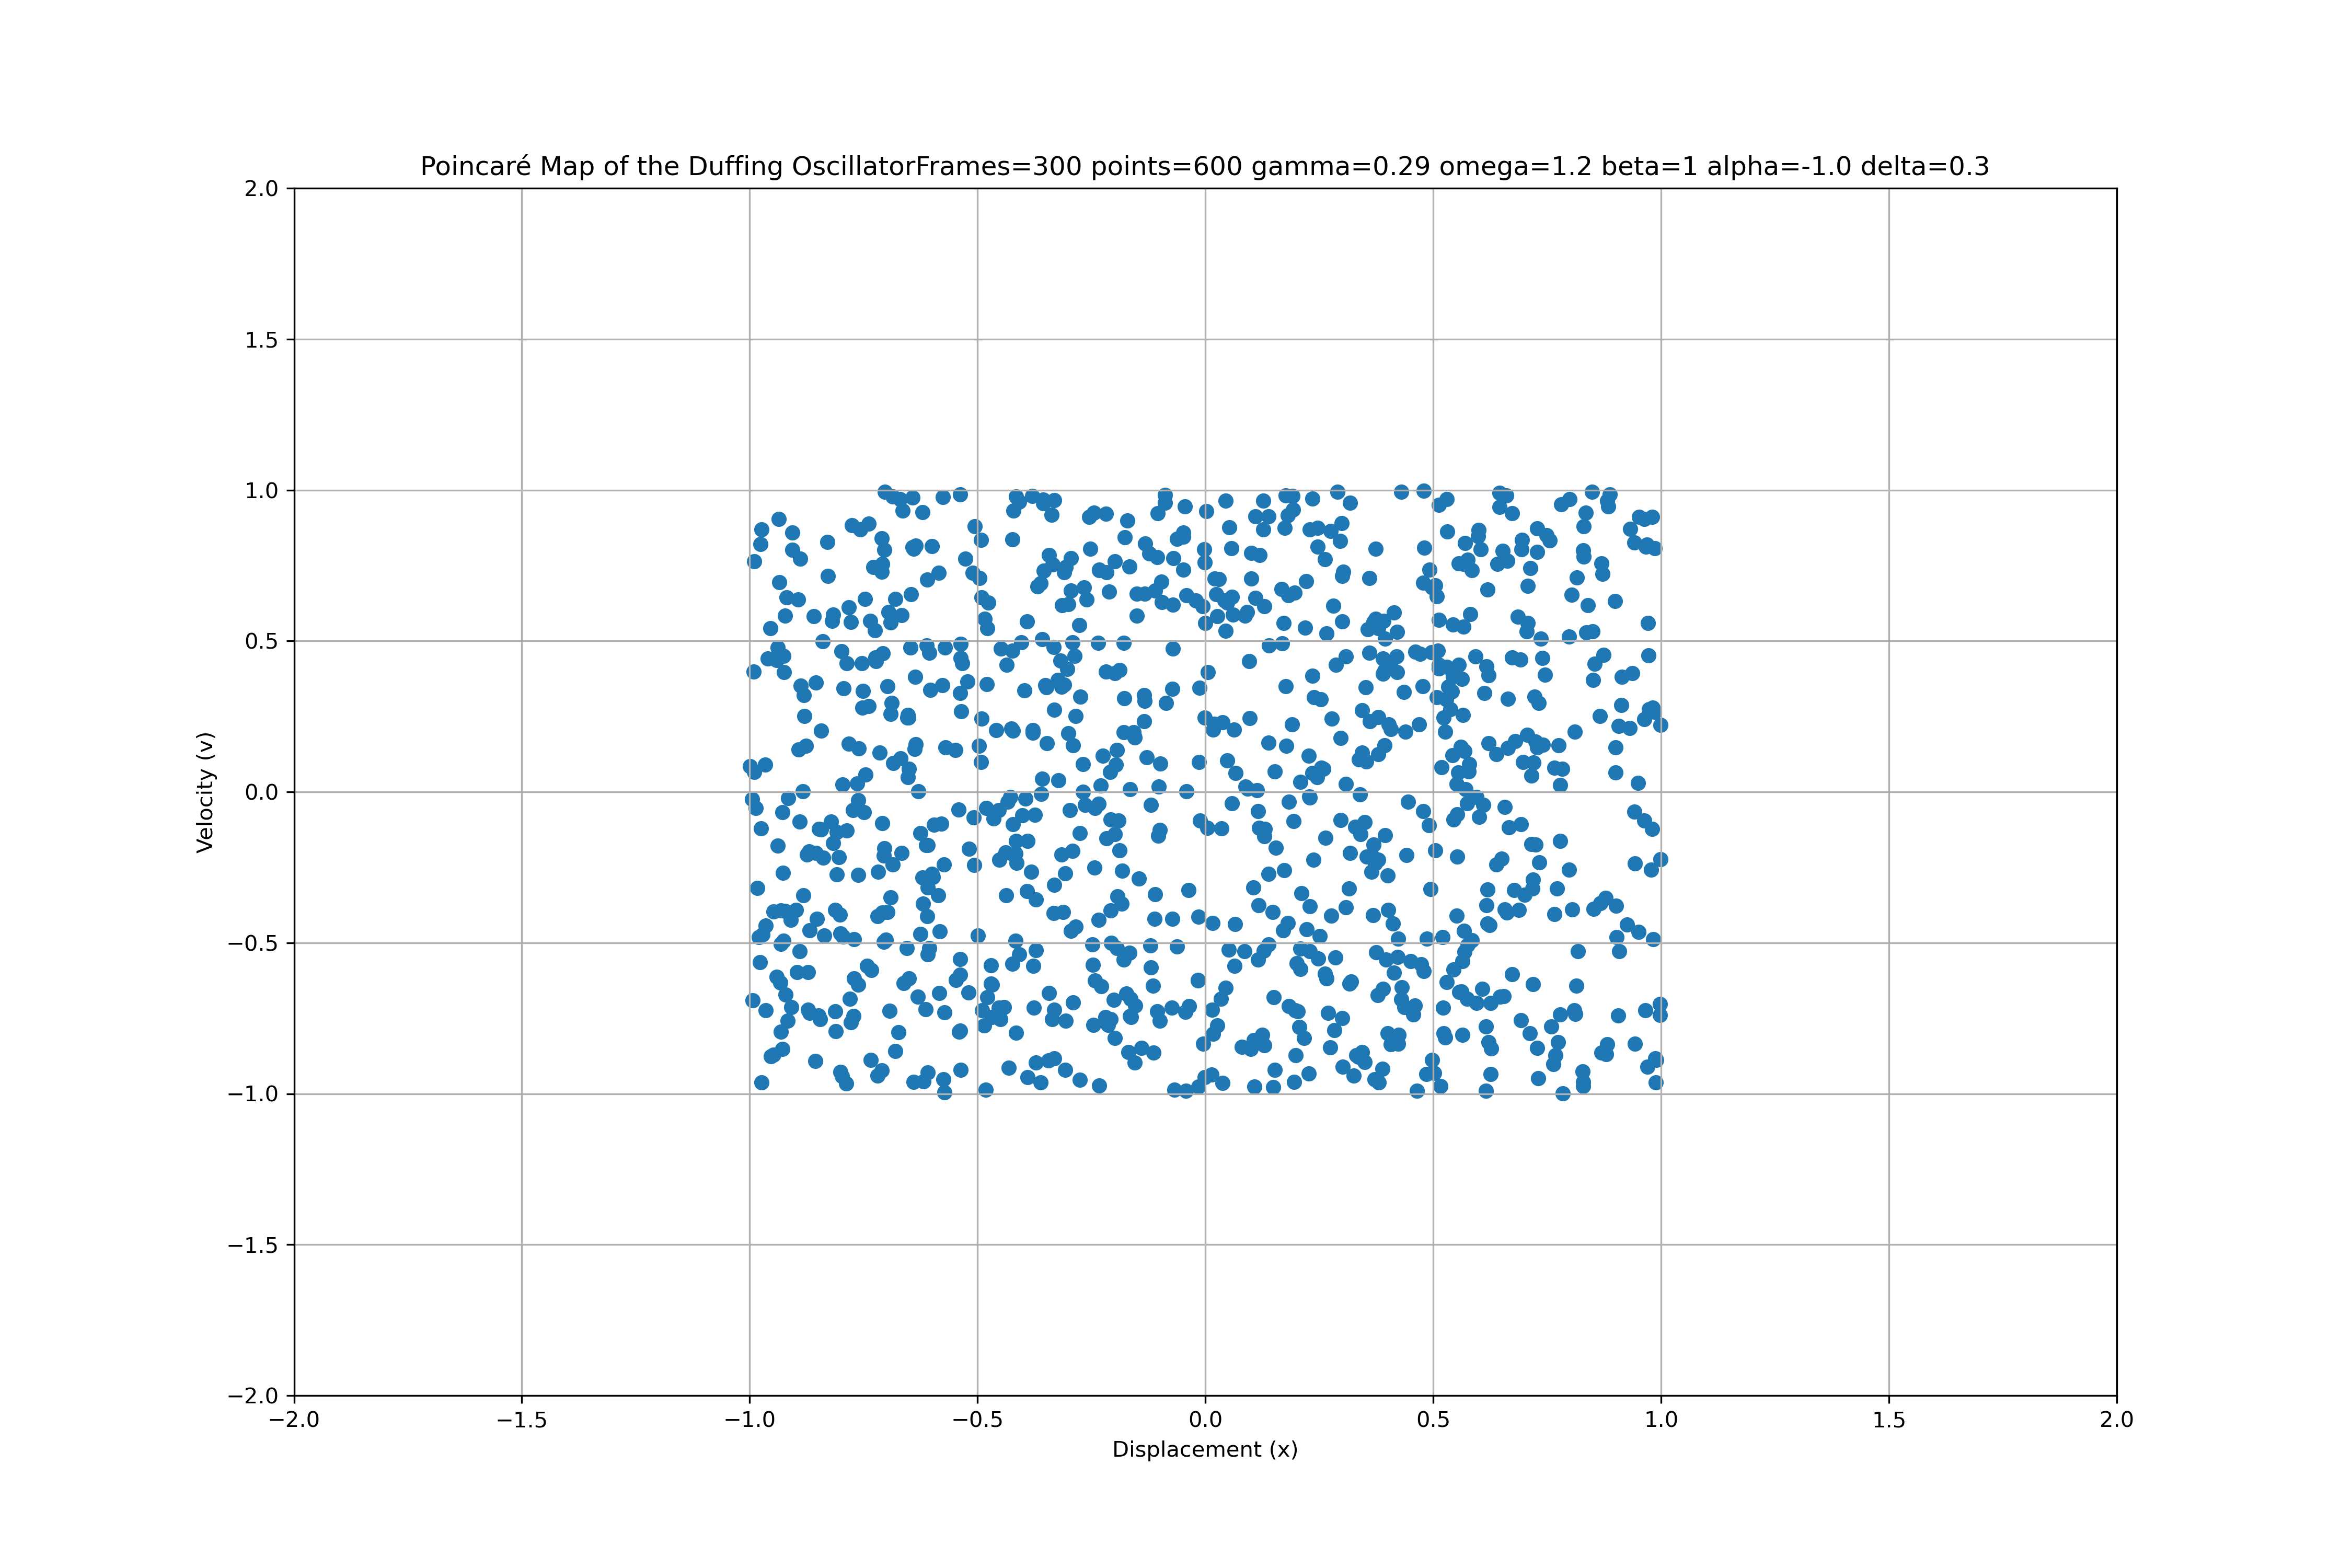 Poincaré Map of the Duffing OscillatorFrames=300 points=600 gamma=0.29 omega=1.2 beta=1 alpha=-1.0 delta=0.3
2.0
1.5
1.0
0.5
0.0
−0.5
−1.0
−1.5
−2.0
Velocity (v)
−2.0 −1.5 −1.0 −0.5 0.0 0.5 1.0 1.5 2.0
Displacement (x)